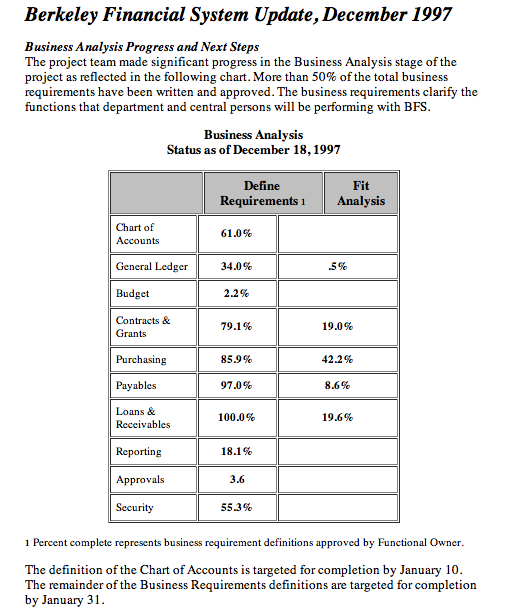 Berkeley Financial System Update, December 1997
Business Analysis Progress and Next Steps
The project team made significant progress in the Business Analysis stage of the
project as reflected in the following chart. More than 50% of the total business
requirements have been written and approved. The business requirements clarify the
functions that department and central persons will be performing with BFS.
Business Analysis
Status as of December 18, 1997
Define
Requirements 1
Fit
Analysis
Chart of
Accounts
61.0%
General Ledger 34.0% .5%
Budget 2.2%
Contracts &
Grants
79.1% 19.0%
Purchasing 85.9% 42.2%
Payables 97.0% 8.6%
Loans &
Receivables
100.0% 19.6%
Reporting 18.1%
Approvals 3.6
Security 55.3%
1 Percent complete represents business requirement definitions approved by Functional Owner.
The definition of the Chart of Accounts is targeted for completion by January 10.
The remainder of the Business Requirements definitions are targeted for completion
by January 31.